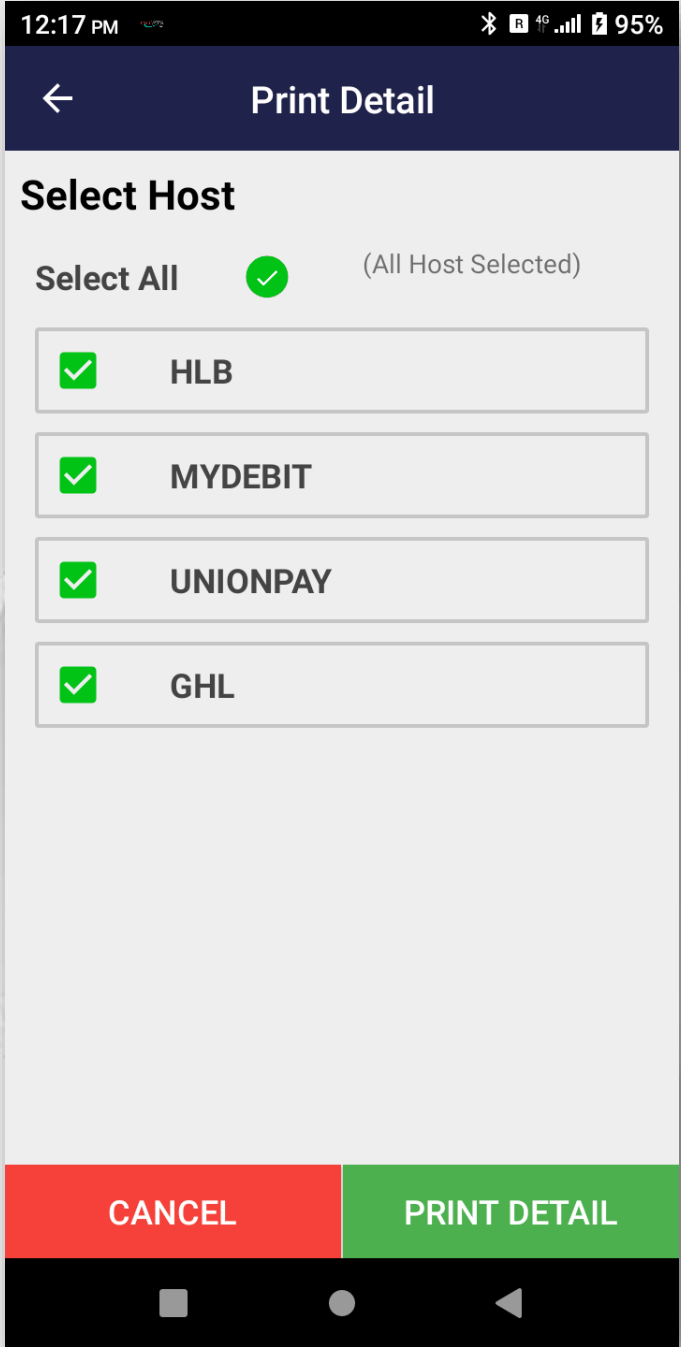 12:17 PM R 4G 95%
Print Detail
Select Host
Select All (All Host Selected)
HLB
MYDEBIT
UNIONPAY
GHL
CANCEL PRINT DETAIL